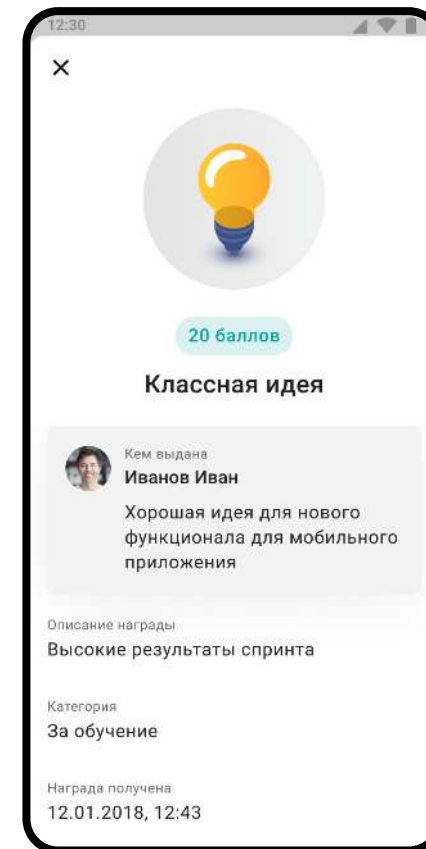 12:30
20 баллов
Классная идея
Кем выдана
Иванов Иван
Хорошая идея для нового
функционала для мобильного
приложения
Описание награды
Высокие результаты спринта
Категория
За обучение
Награда получена
12.01.2018, 12:43